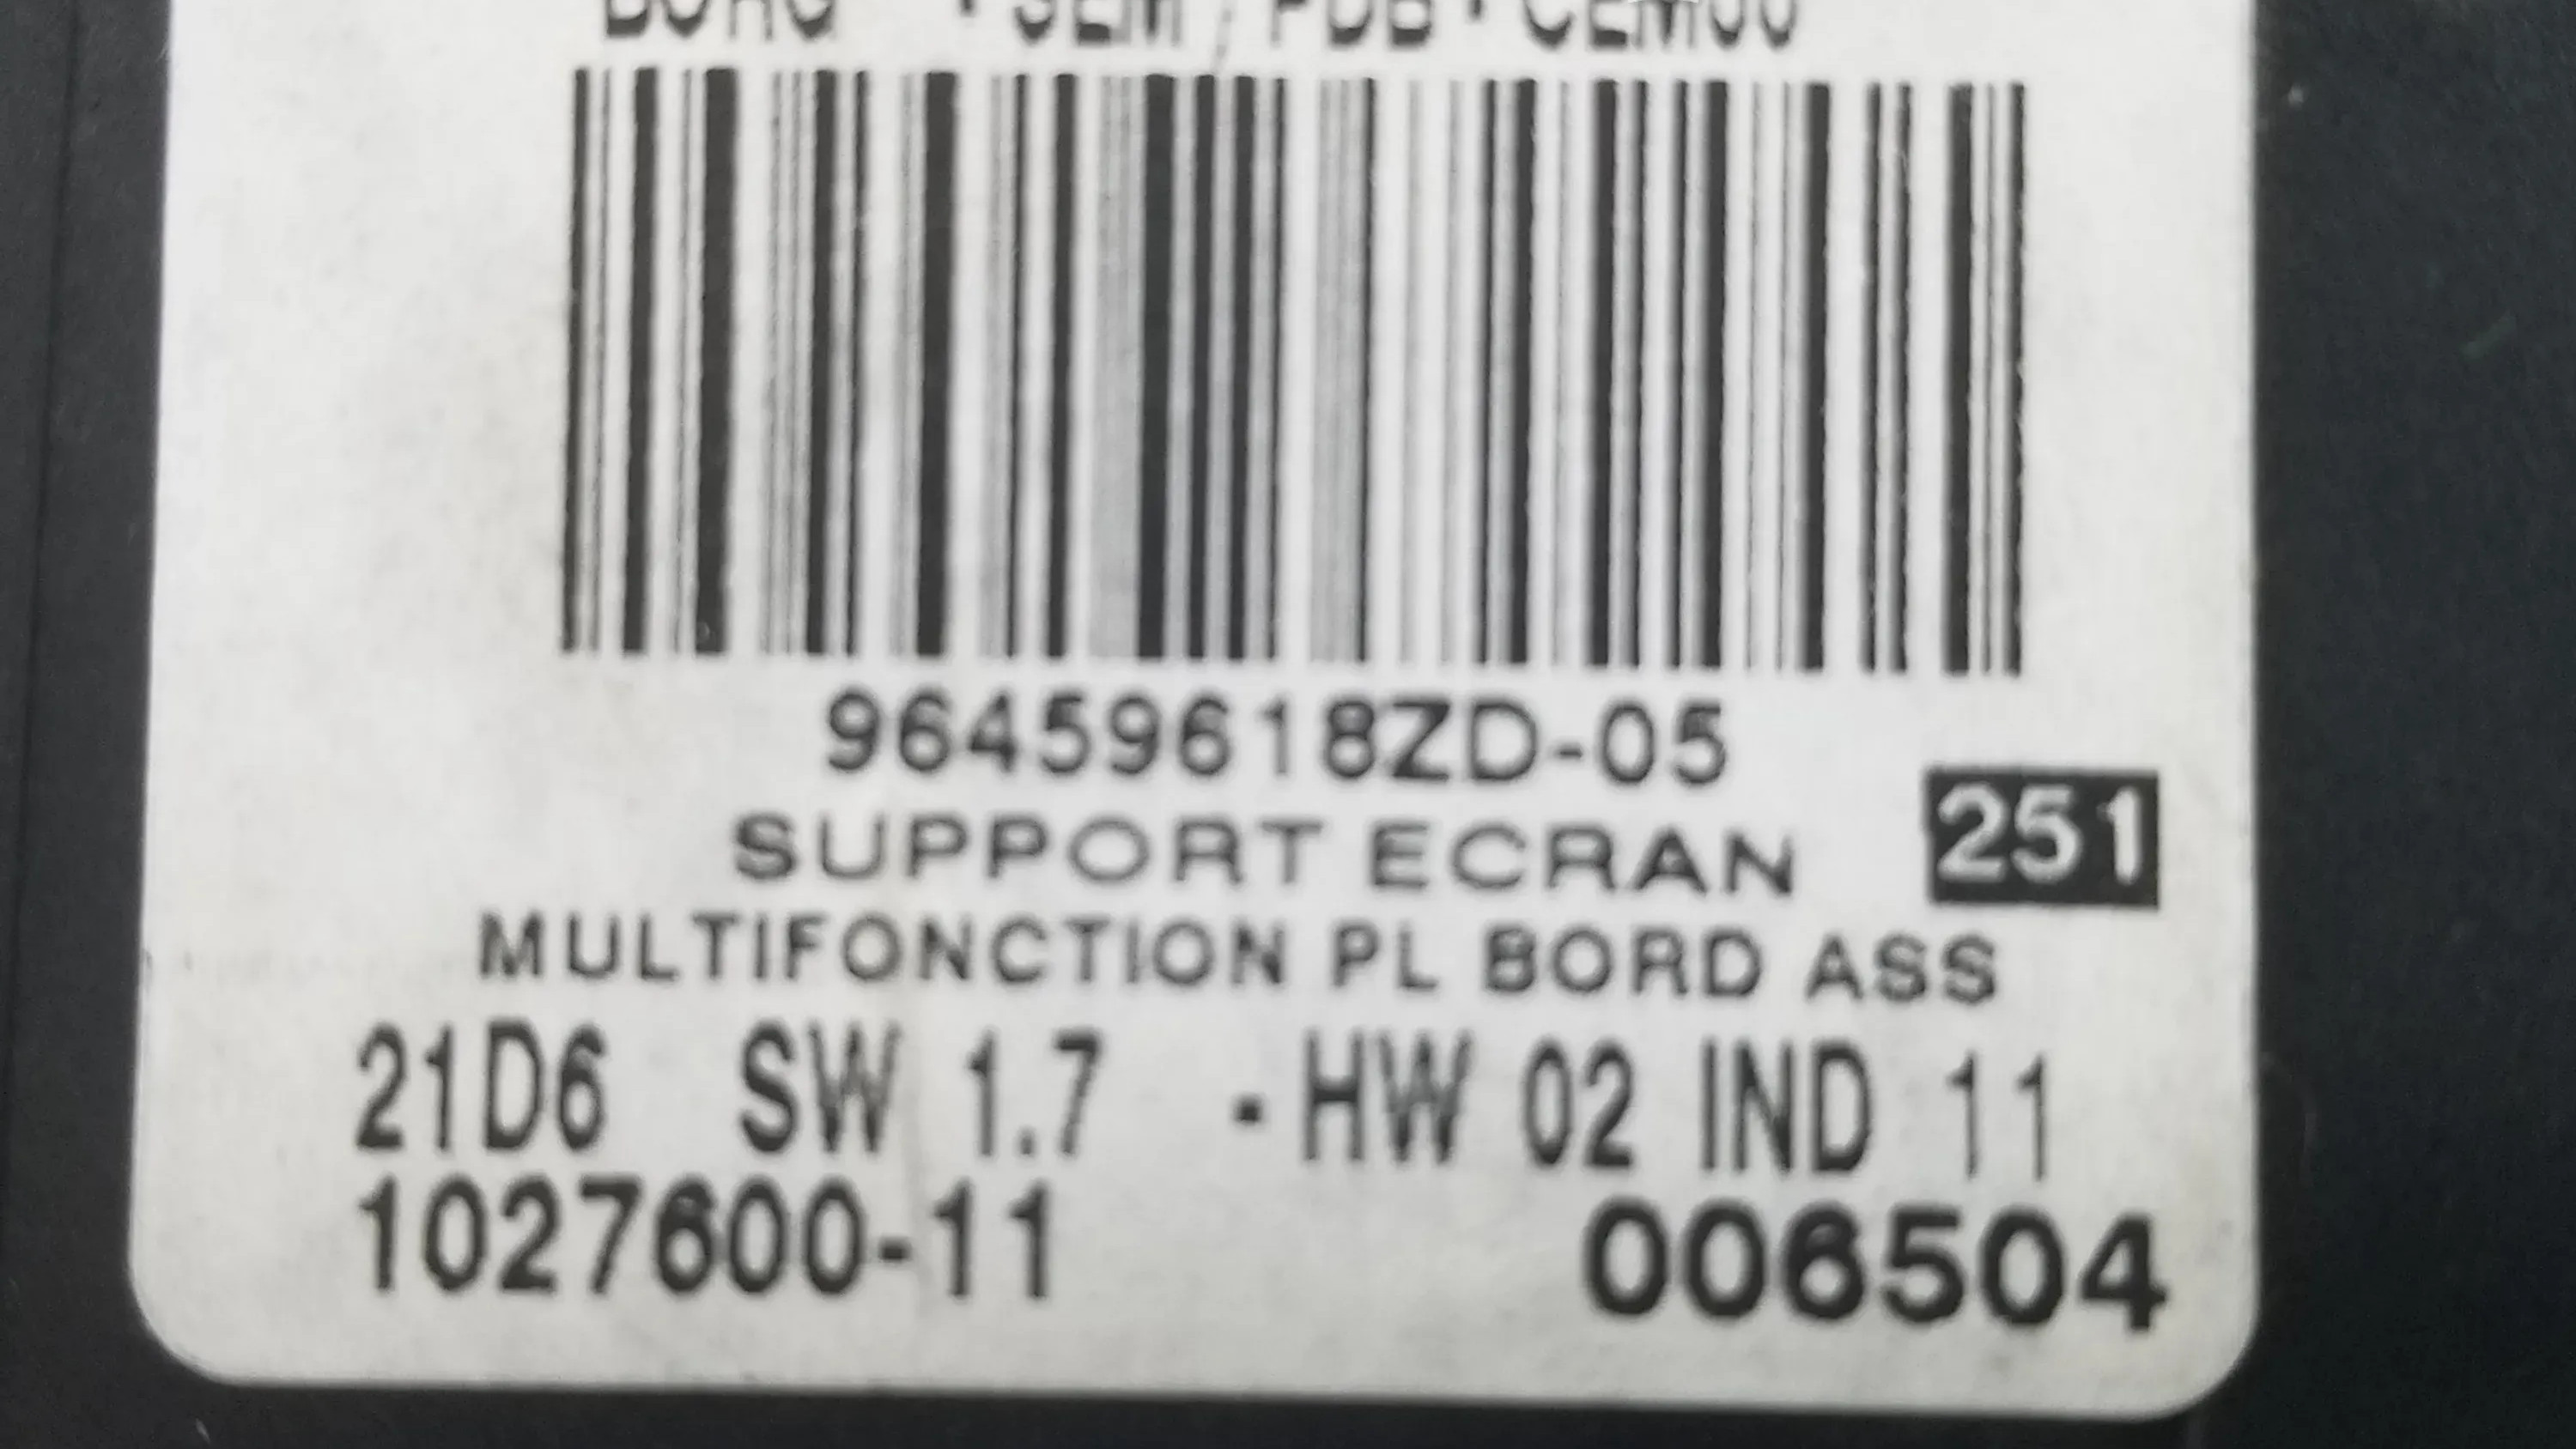 96459618ZD-05
SUPPORT ECRAN
251
MULTIFONCTION PL BORD ASS
21D6 SW 1.7 - HW 02 IND 11
1027600-11 006504